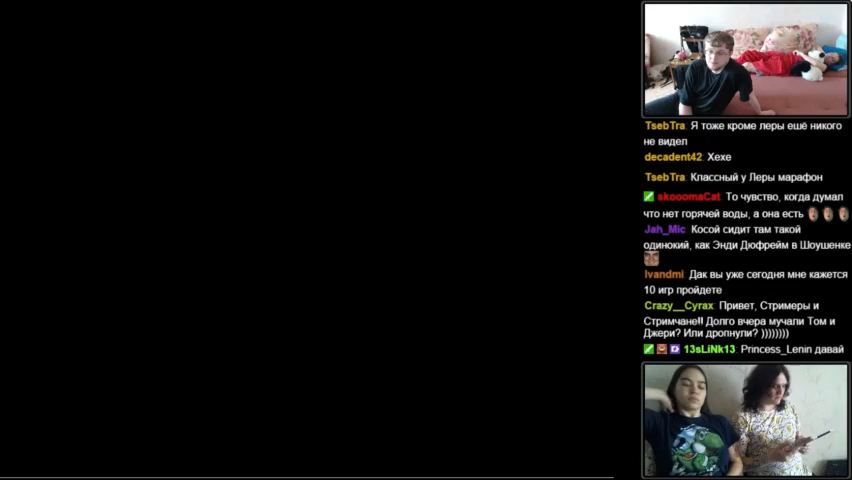 TsebTra: Я тоже кроме леры ещё никого
не видел
decadent42: Хехе
TsebTra: Классный у Леры марафон
skooomaCat: То чувство, когда думал
что нет горячей воды, а она есть
Jah_Mic: Косой сидит там такой
одинокий, как Энди Дюфрейм в Шоушенке
Ivandmi: Дак вы уже сегодня мне кажется
10 игр пройдете
Crazy__Cyrax: Привет, Стримеры и
Стримчане!! Долго вчера мучали Том и
Джери? Или дропнули? ))))))))
13sLiNk13: Princess_Lenin давай